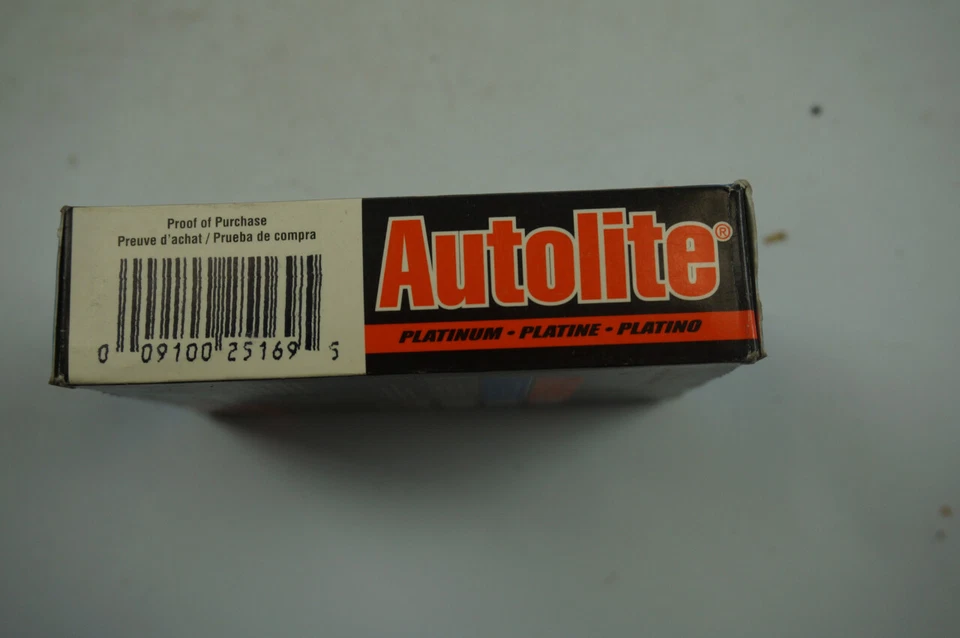 Proof of Purchase
Preuve d'achat / Prueba de compra
0 09100 25169 5
Autolite®
PLATINUM • PLATINE • PLATINO